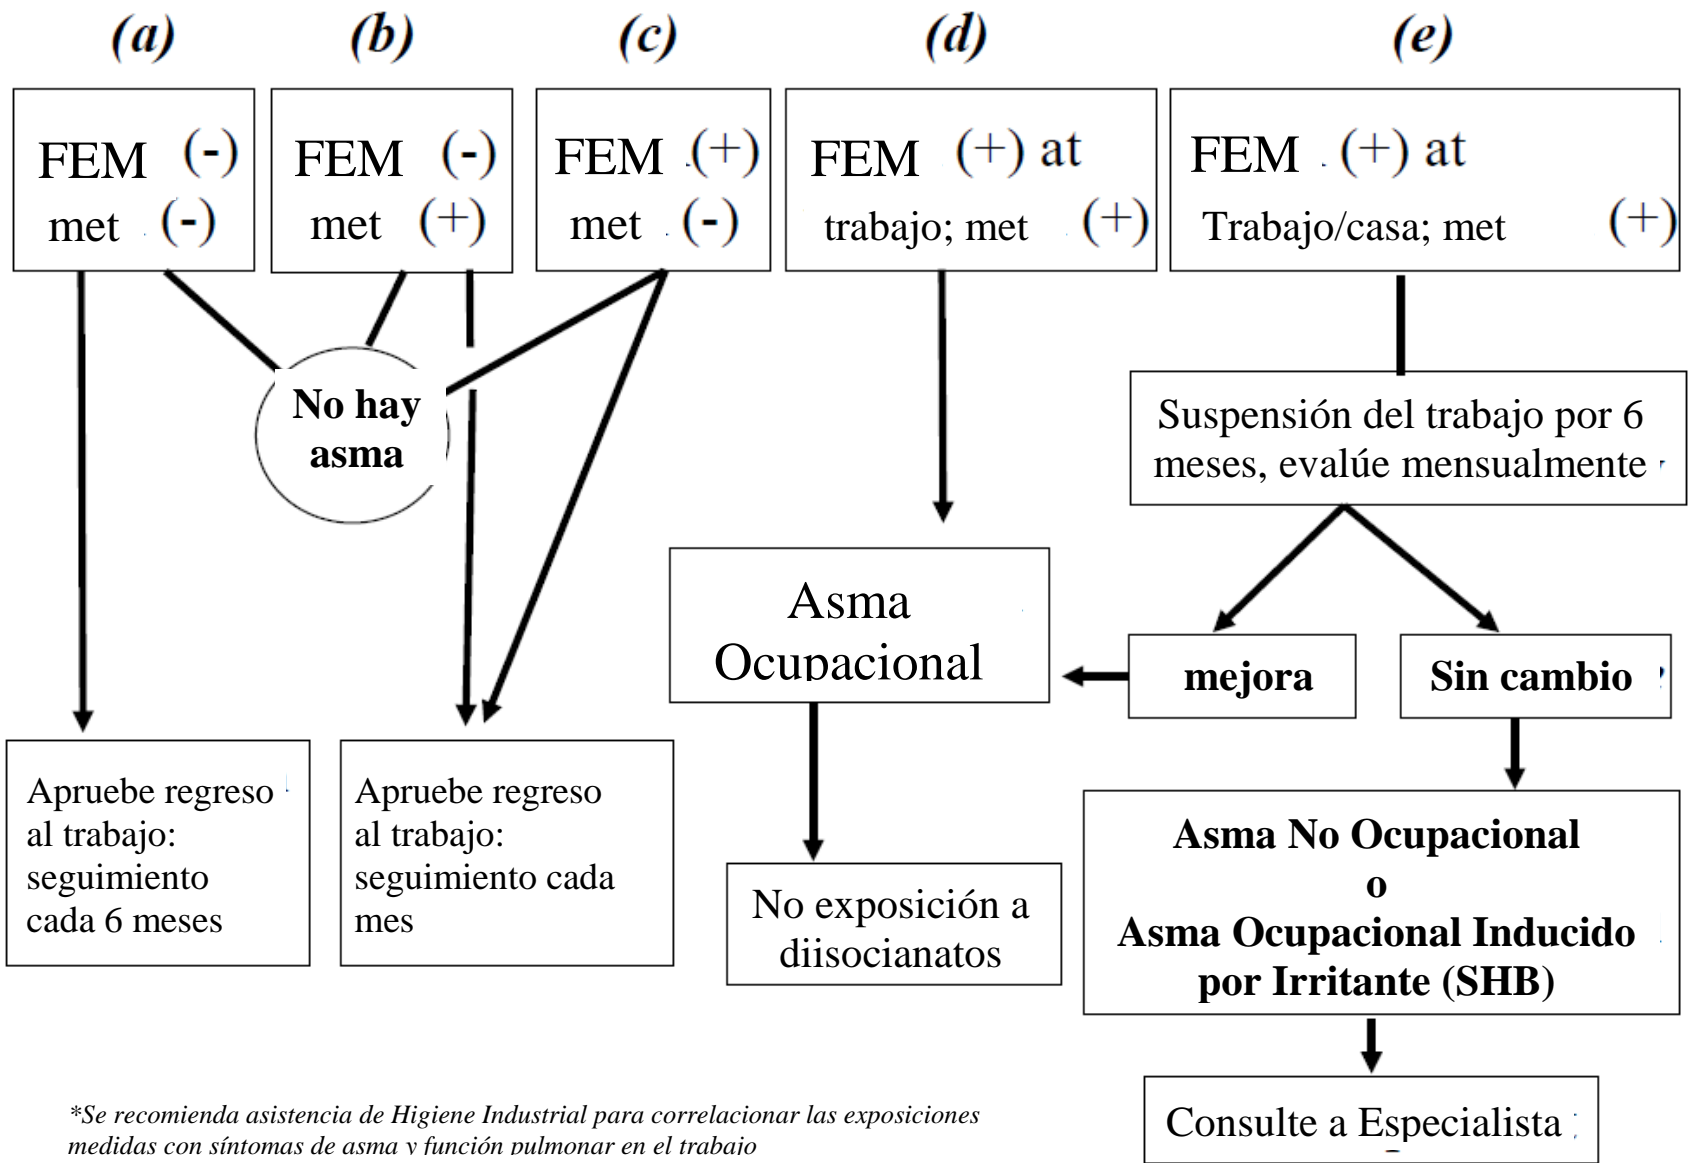 (a) (b) (c) (d) (e)
FEM (-)
met (-)
FEM (-)
met (+)
FEM (+)
met (-)
FEM (+) at
trabajo; met (+)
FEM (+) at
Trabajo/casa; met (+)
No hay
asma
Suspensión del trabajo por 6
meses, evalúe mensualmente
Asma
Ocupacional
mejora
Sin cambio
Apruebe regreso
al trabajo:
seguimiento
cada 6 meses
Apruebe regreso
al trabajo:
seguimiento cada
mes
No exposición a
diisocianatos
Asma No Ocupacional
o
Asma Ocupacional Inducido
por Irritante (SHB)
Consulte a Especialista
*Se recomienda asistencia de Higiene Industrial para correlacionar las exposiciones
medidas con síntomas de asma y función pulmonar en el trabajo